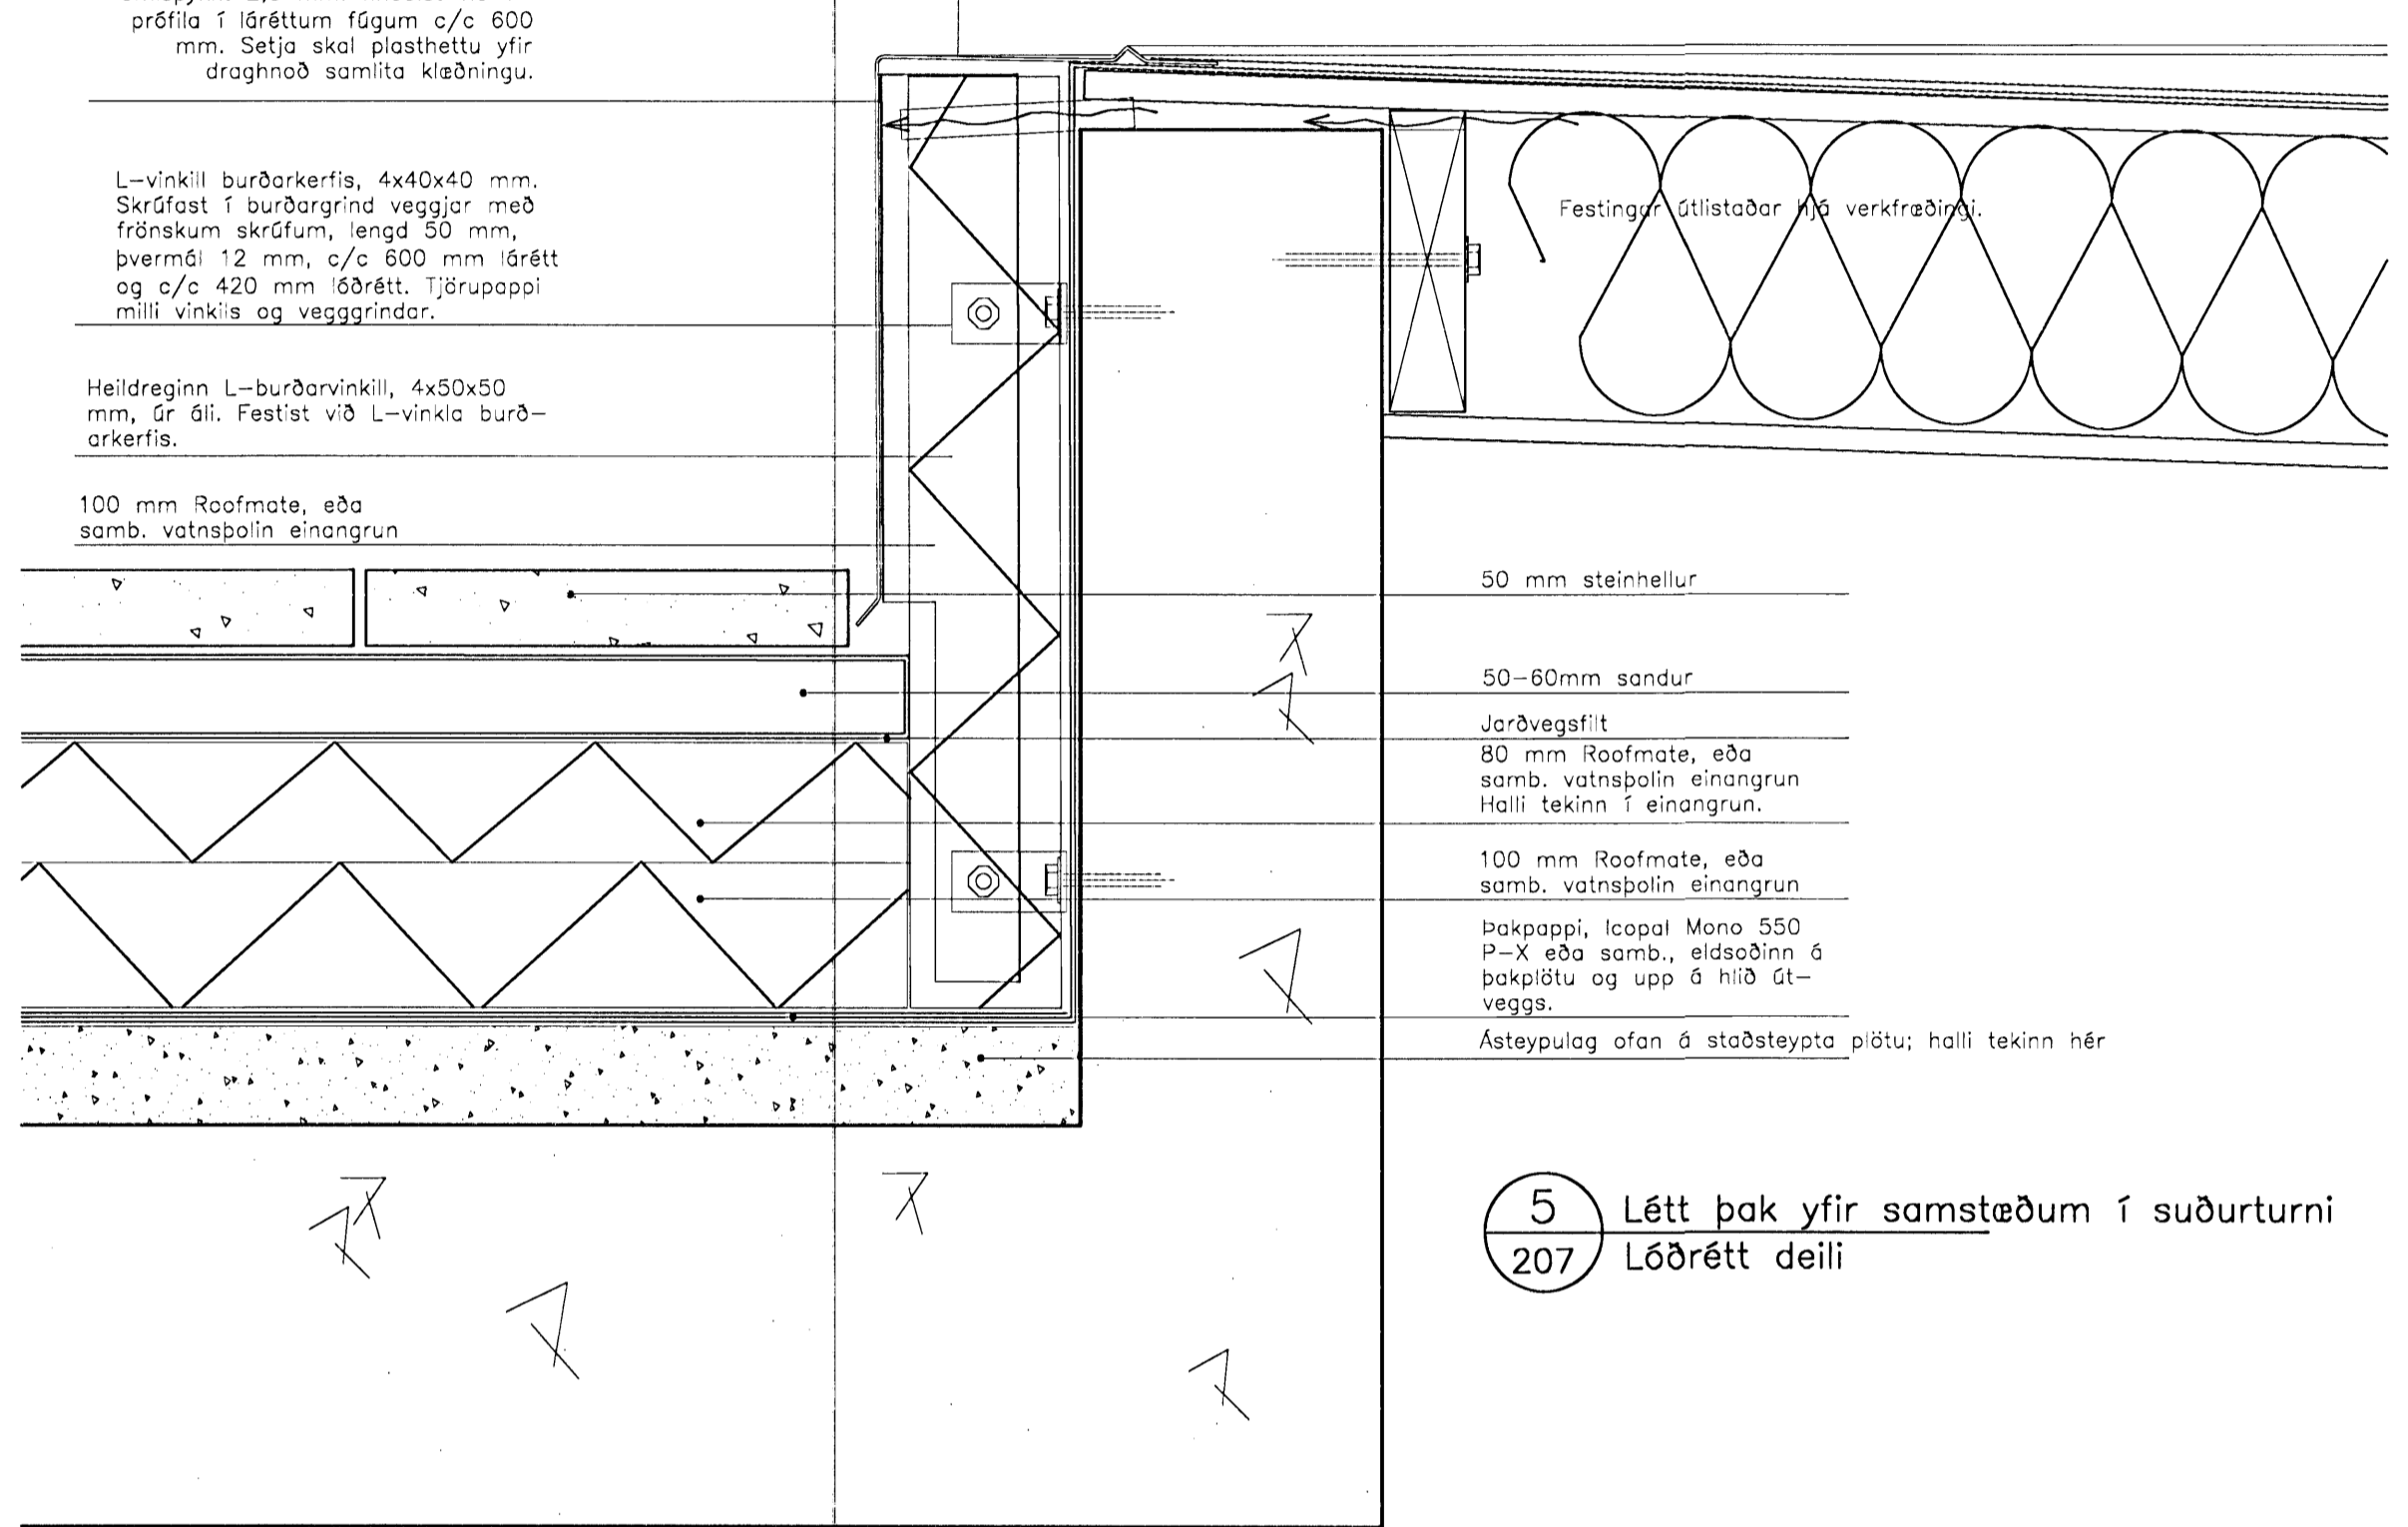 prófíla í láréttum fúgum c/c 600
mm. Setja skal plasthettu yfir
draghnoð samlita klæðningu.
L-vinkill burðarkerfis, 4x40x40 mm.
Skrúfast í burðargrind veggjar með
frönskum skrúfum, lengd 50 mm,
þvermál 12 mm, c/c 600 mm lárétt
og c/c 420 mm lóðrétt. Tjörupappi
milli vinkils og vegggrindar.
Heildreginn L-burðarvinkill, 4x50x50
mm, úr áli. Festist við L-vinkla burð-
arkerfis.
100 mm Roofmate, eða
samb. vatnsþolin einangrun
Festingar útlistaðar hjá verkfræðingi.
50 mm steinhellur
50-60mm sandur
Jarðvegsfilt
80 mm Roofmate, eða
samb. vatnsþolin einangrun
Halli tekinn í einangrun.
100 mm Roofmate, eða
samb. vatnsþolin einangrun
Þakpappi, Icopal Mono 550
P-X eða samb., eldsoðinn á
þakplötu og upp á hlið út-
veggs.
Ásteypulag ofan á staðsteypta plötu; halli tekinn hér
5
207
Létt þak yfir samstæðum í suðurturni
Lóðrétt deili